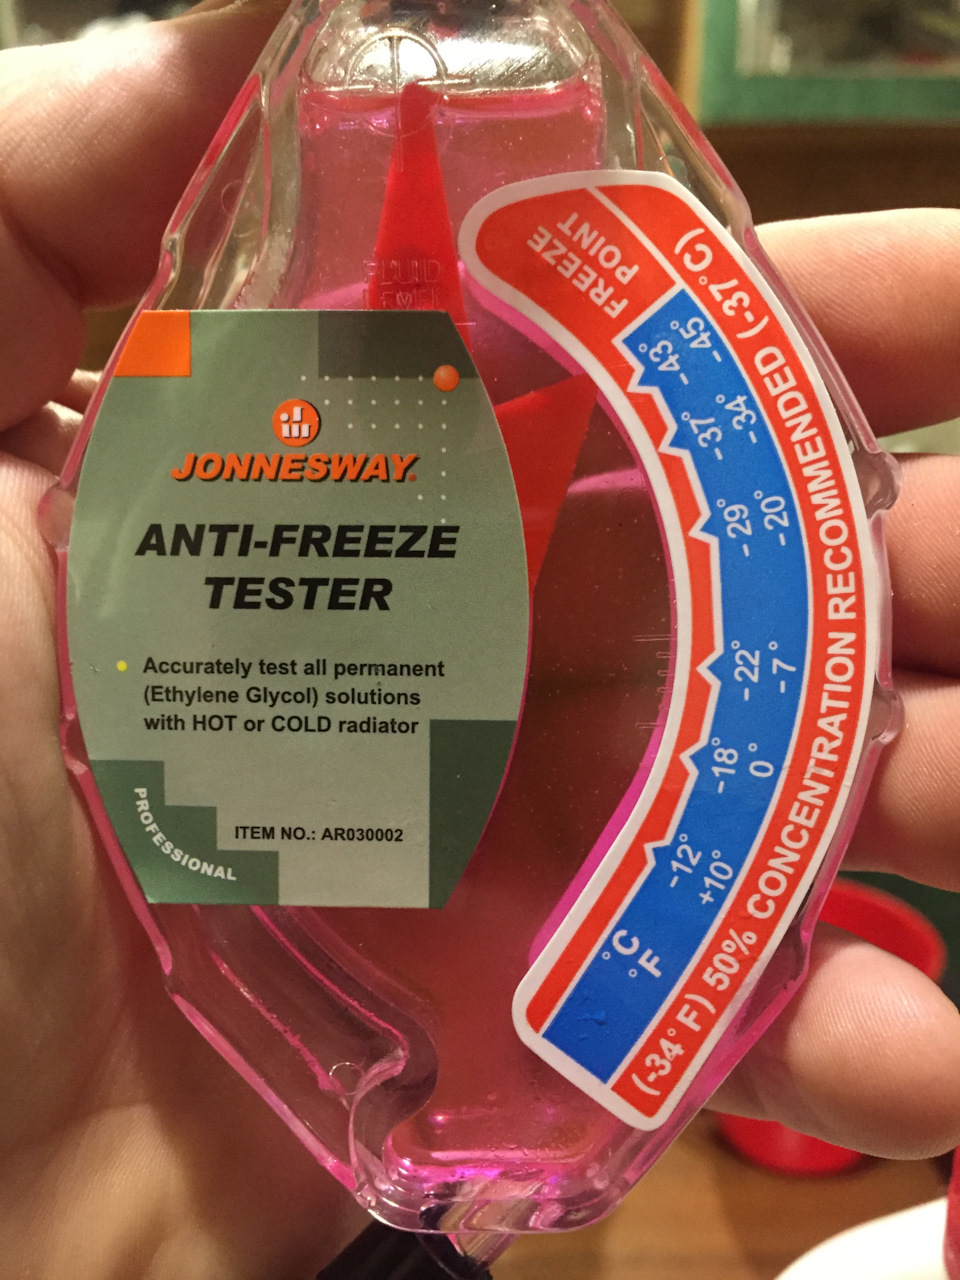 FLUID
LEVEL
JONNESWAY
ANTI-FREEZE
TESTER
Accurately test all permanent
(Ethylene Glycol) solutions
with HOT or COLD radiator
ITEM NO.: AR030002
PROFESSIONAL
FREEZE
POINT
-43° -45°
-37° -34°
-29° -20°
-22° -7°
-18° 0°
-12° +10°
°C
°F
(-34°F) 50% CONCENTRATION RECOMMENDED (-37°C)